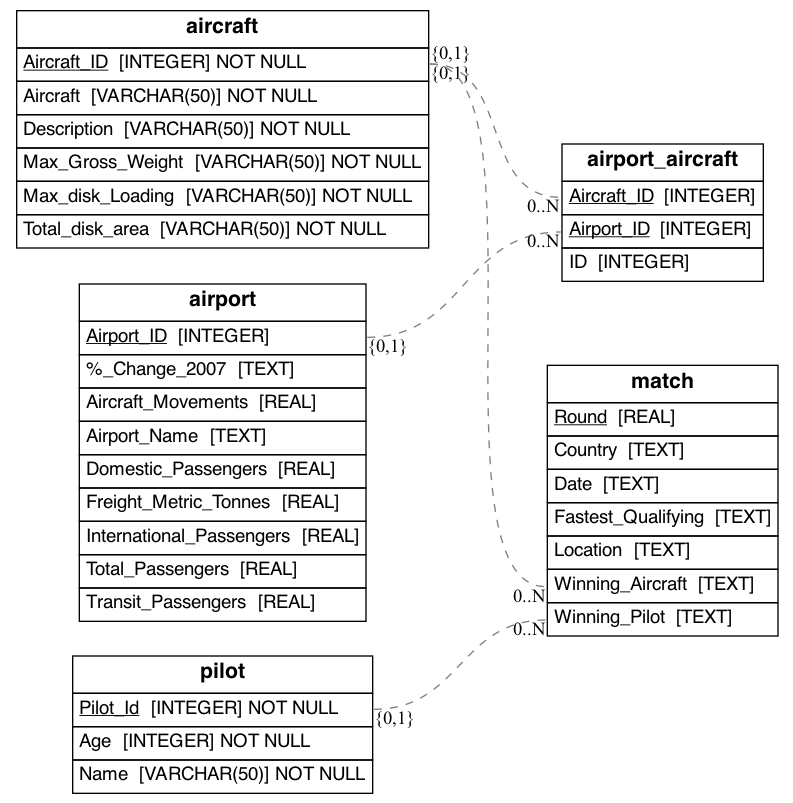 aircraft
Aircraft_ID [INTEGER] NOT NULL
Aircraft [VARCHAR(50)] NOT NULL
Description [VARCHAR(50)] NOT NULL
Max_Gross_Weight [VARCHAR(50)] NOT NULL
Max_disk_Loading [VARCHAR(50)] NOT NULL
Total_disk_area [VARCHAR(50)] NOT NULL
{0,1}
{0,1}
airport_aircraft
Aircraft_ID [INTEGER]
Airport_ID [INTEGER]
ID [INTEGER]
0..N
0..N
airport
Airport_ID [INTEGER]
%_Change_2007 [TEXT]
Aircraft_Movements [REAL]
Airport_Name [TEXT]
Domestic_Passengers [REAL]
Freight_Metric_Tonnes [REAL]
International_Passengers [REAL]
Total_Passengers [REAL]
Transit_Passengers [REAL]
{0,1}
match
Round [REAL]
Country [TEXT]
Date [TEXT]
Fastest_Qualifying [TEXT]
Location [TEXT]
Winning_Aircraft [TEXT]
Winning_Pilot [TEXT]
0..N
0..N
pilot
Pilot_Id [INTEGER] NOT NULL
Age [INTEGER] NOT NULL
Name [VARCHAR(50)] NOT NULL
{0,1}